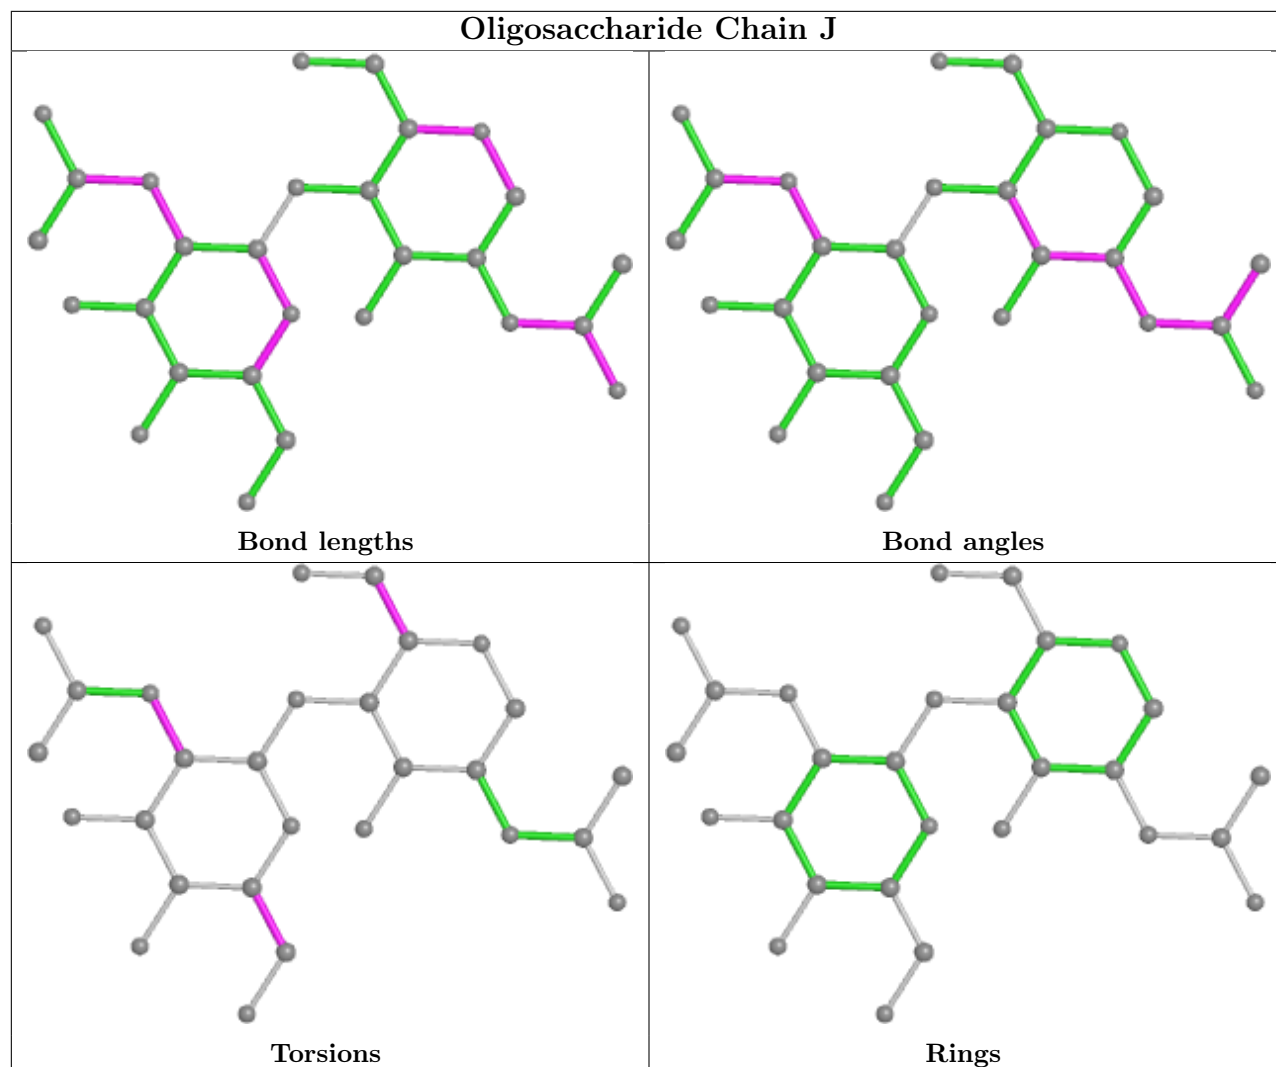 Oligosaccharide Chain J
Bond lengths
Bond angles
Torsions
Rings